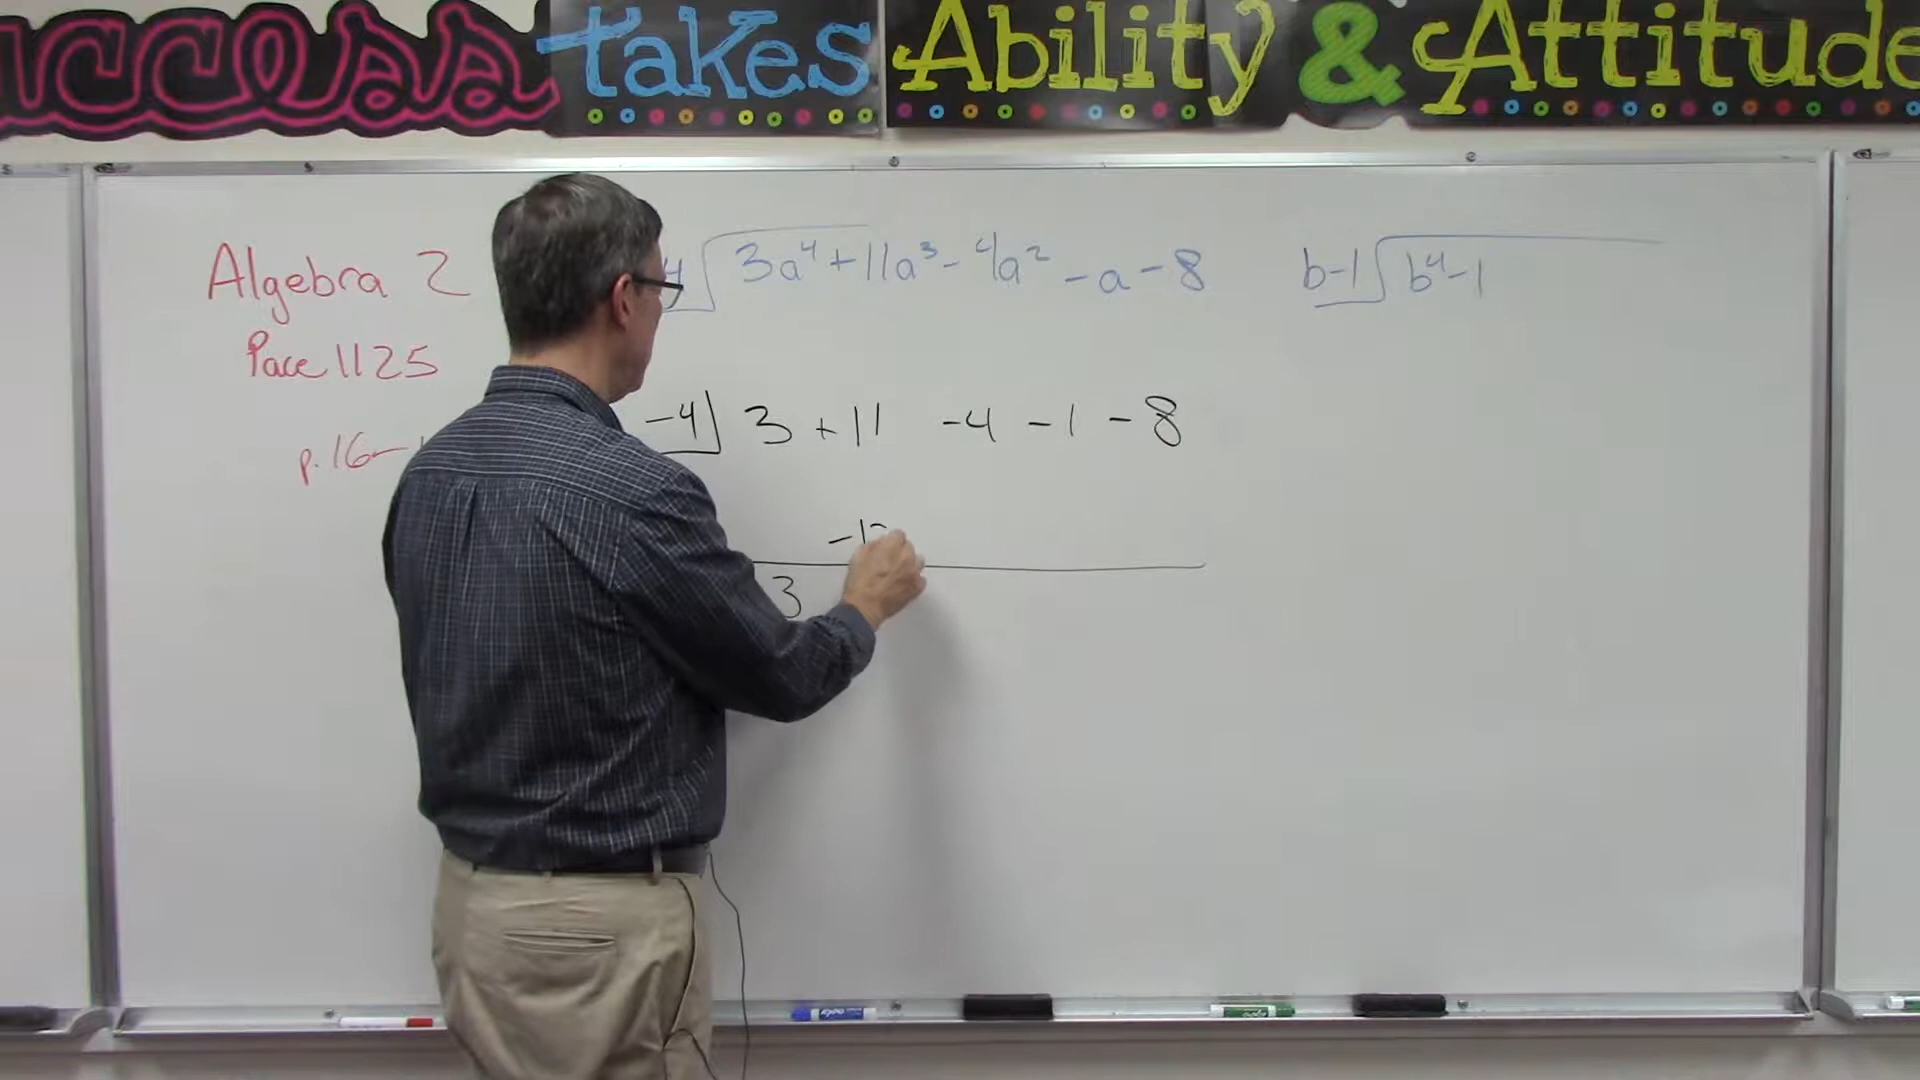 uccess takes Ability & Attitude
Algebra 2
Pace 1125
p. 16-
4 3a⁴+11a³-4a²-a-8
b-1 b⁴-1
-4 3 +11 -4 -1 -8
3